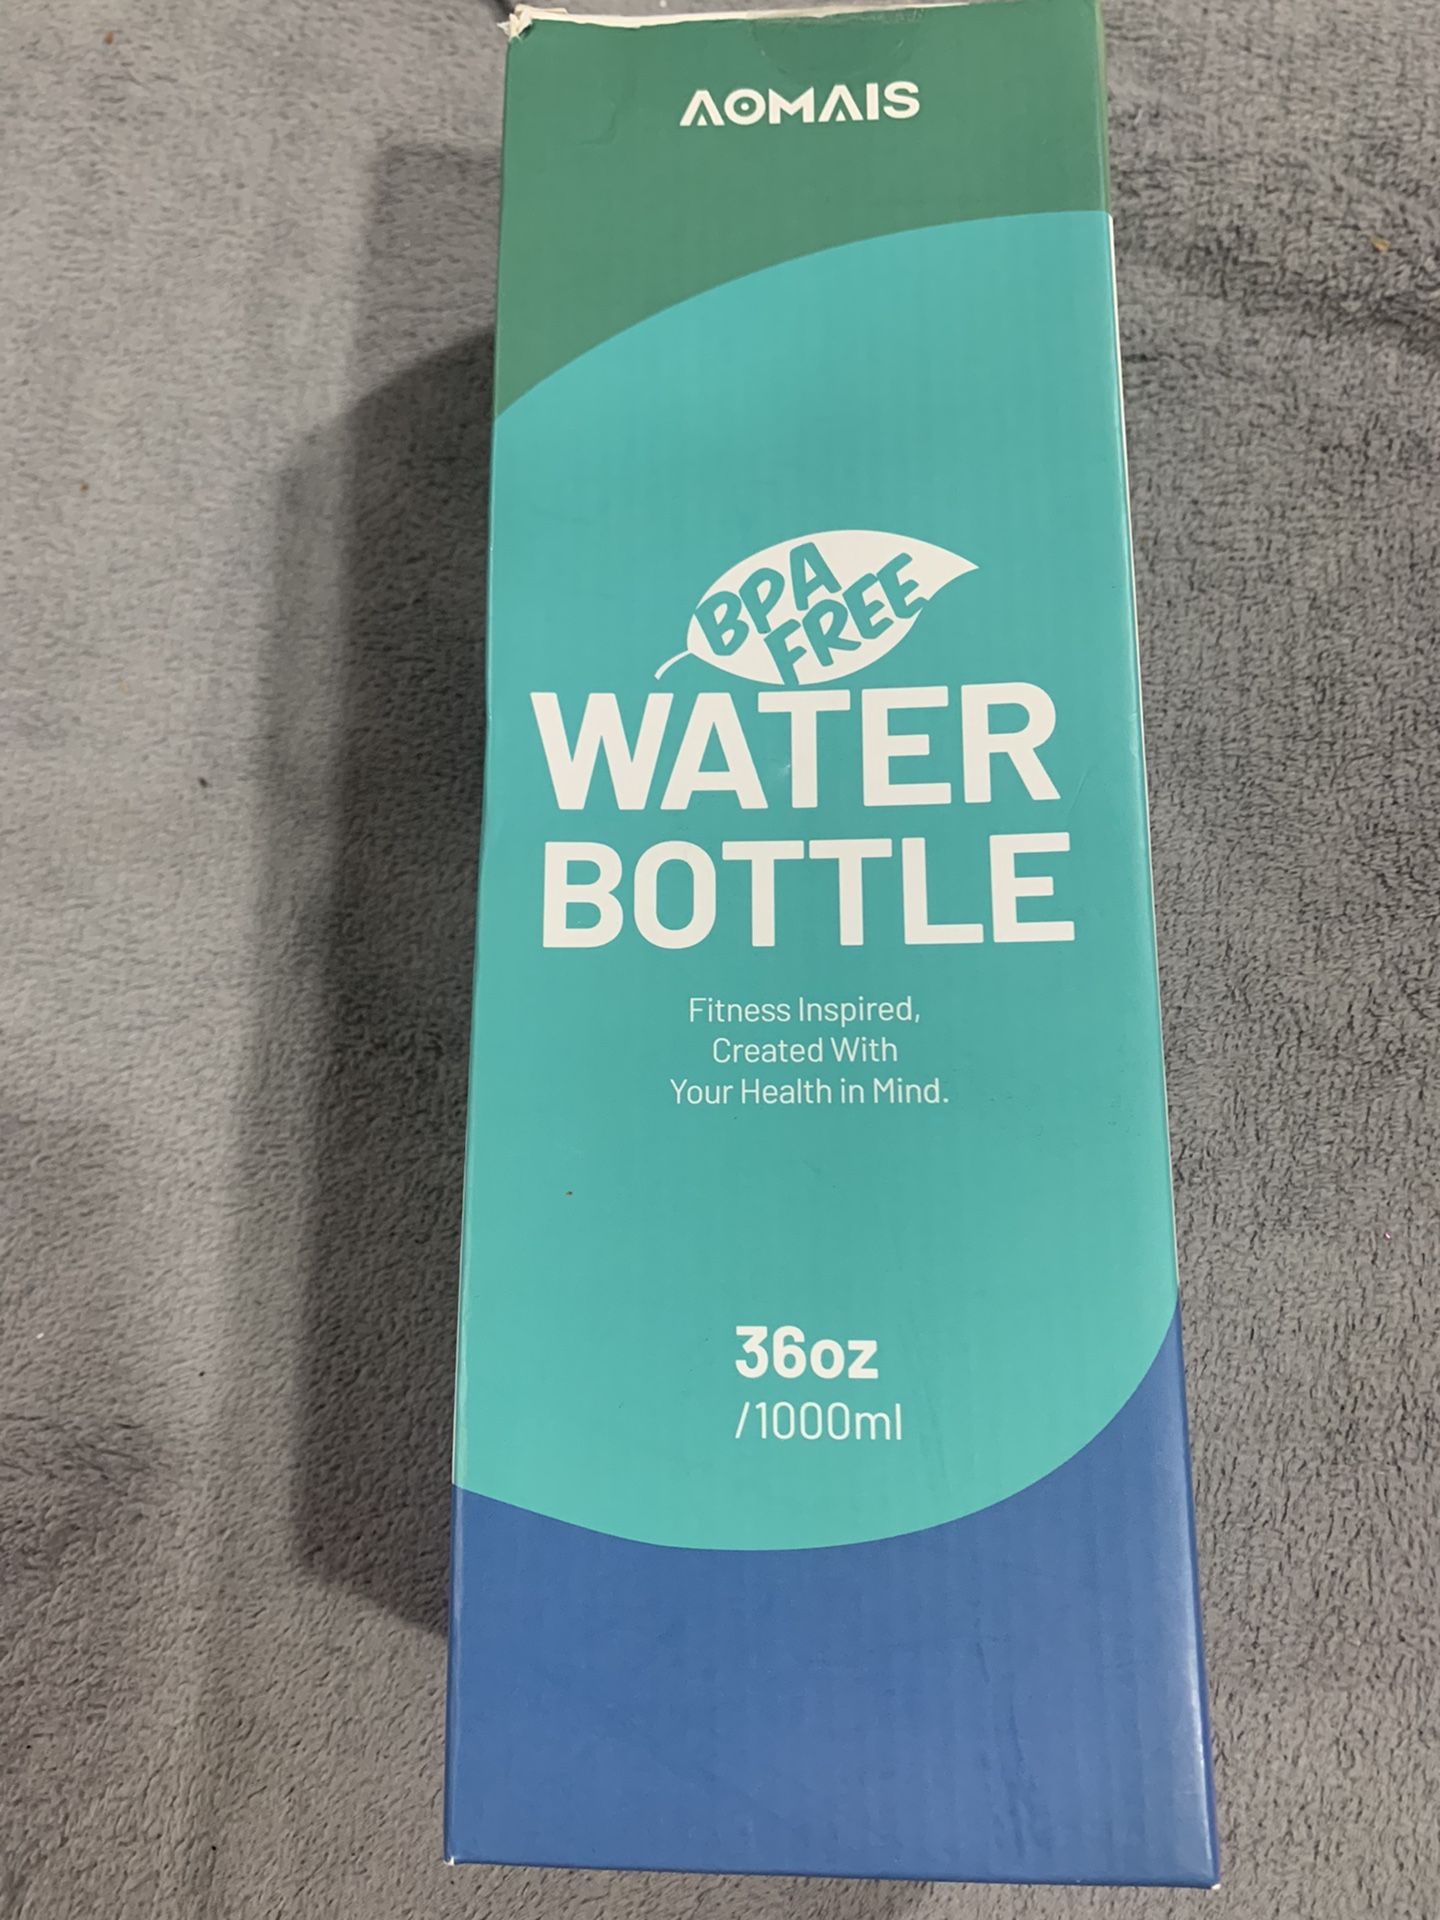 AOMAIS
BPA
FREE
WATER
BOTTLE
Fitness Inspired,
Created With
Your Health in Mind.
36oz
/1000ml